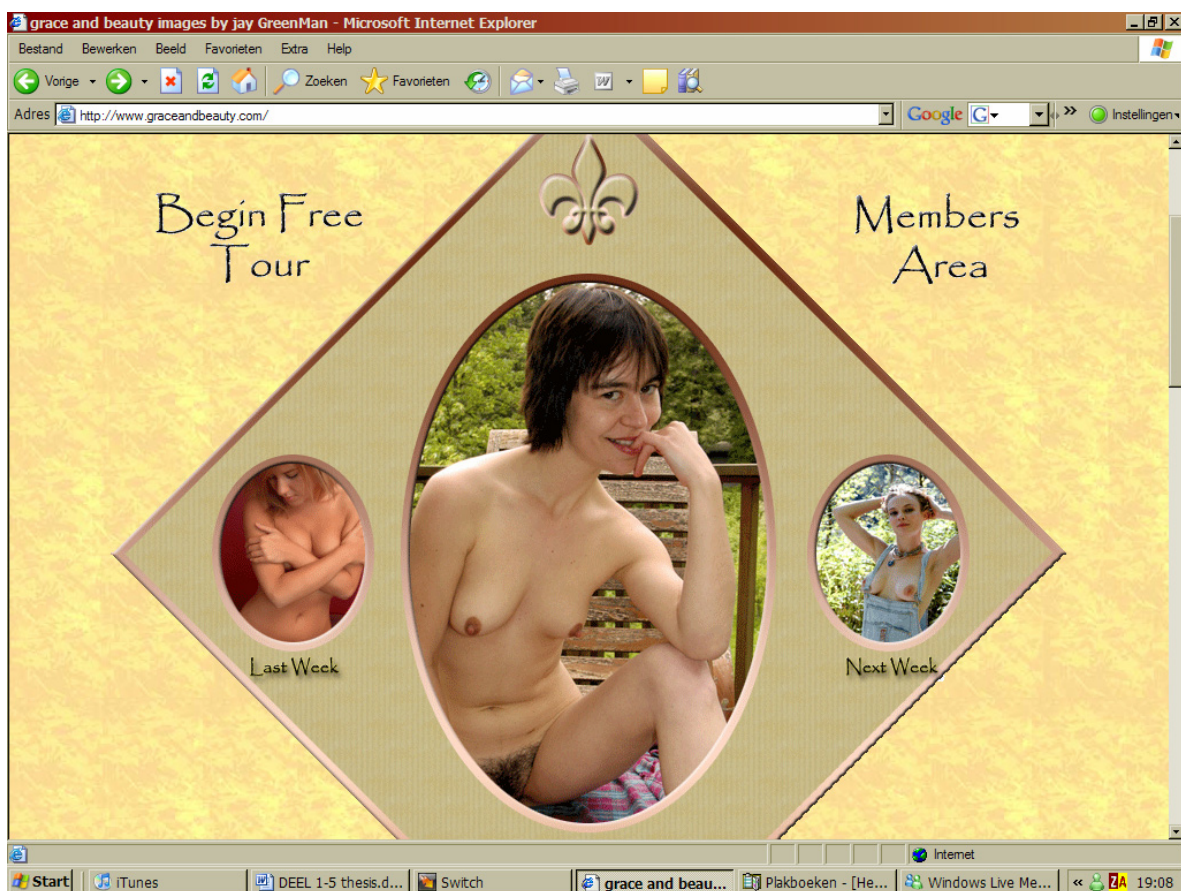 grace and beauty images by jay GreenMan - Microsoft Internet Explorer
Bestand Bewerken Beeld Favorieten Extra Help
Vorige Zoeken Favorieten
Adres http://www.graceandbeauty.com/ Google G Instellingen
Begin Free
Tour
Members
Area
Last Week
Next Week
Internet
Start iTunes DEEL 1-5 thesis.d... Switch grace and beau... Plakboeken - [He... Windows Live Me... « ZA 19:08